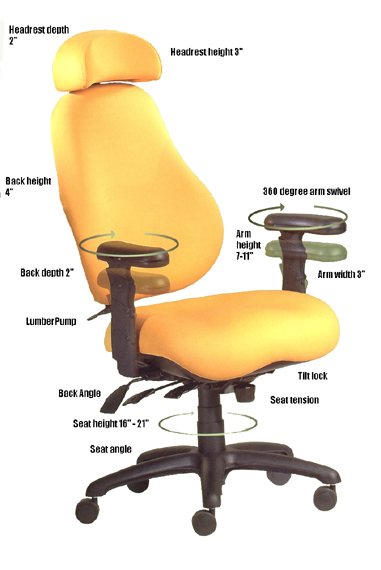 Headrest depth
2"
Headrest height 3"
Back height
4"
360 degree arm swivel
Arm
height
7-11"
Back depth 2"
Arm width 3"
LumberPump
Tilt lock
Back Angle
Seat tension
Seat height 16" - 21"
Seat angle